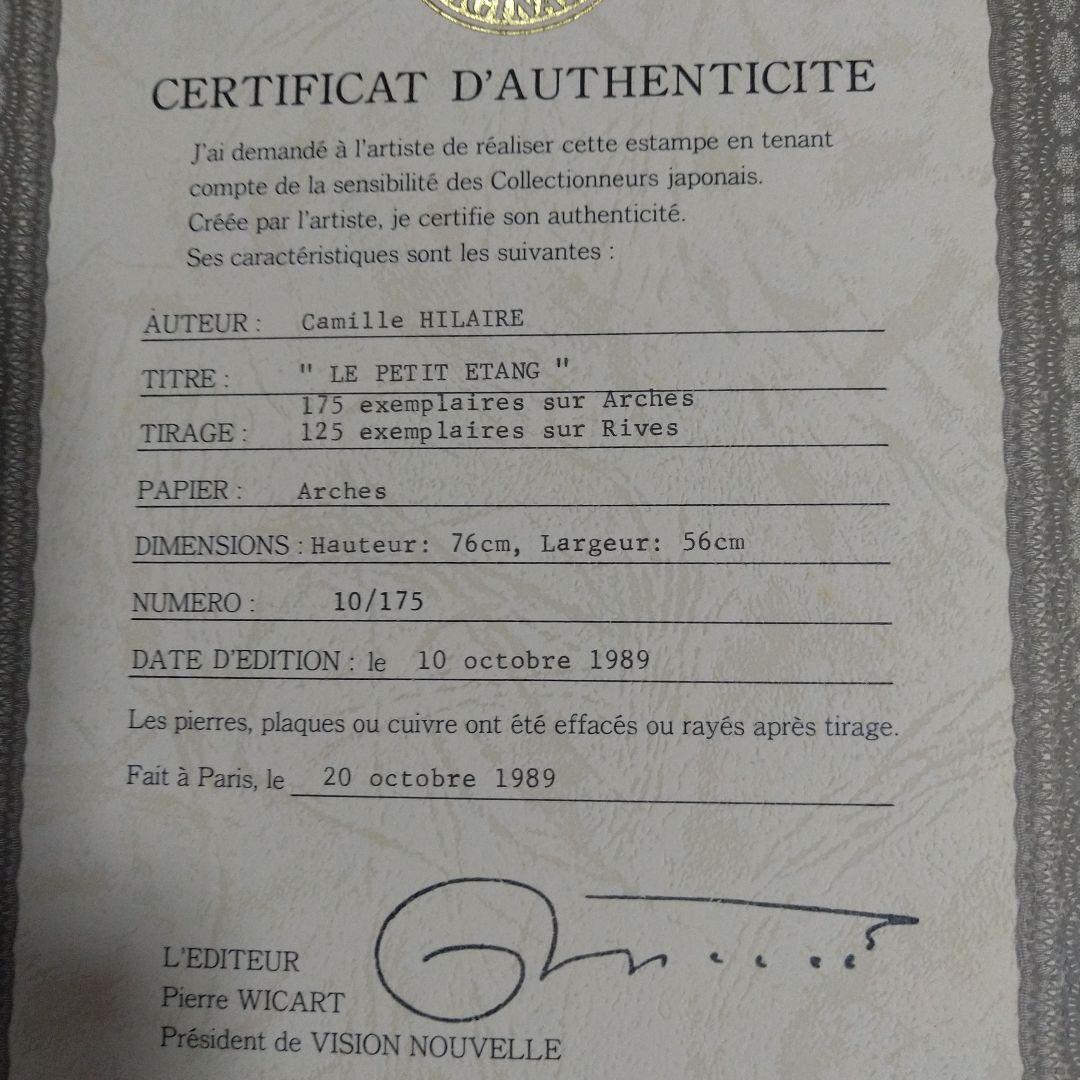 CERTIFICAT D'AUTHENTICITE
J'ai demandé à l'artiste de réaliser cette estampe en tenant
compte de la sensibilité des Collectionneurs japonais.
Créée par l'artiste, je certifie son authenticité.
Ses caractéristiques sont les suivantes :
AUTEUR : Camille HILAIRE
TITRE : " LE PETIT ETANG "
175 exemplaires sur Arches
TIRAGE : 125 exemplaires sur Rives
PAPIER : Arches
DIMENSIONS : Hauteur: 76cm, Largeur: 56cm
NUMERO : 10/175
DATE D'EDITION : le 10 octobre 1989
Les pierres, plaques ou cuivre ont été effacés ou rayés après tirage.
Fait à Paris, le 20 octobre 1989
L'EDITEUR
Pierre WICART
Président de VISION NOUVELLE